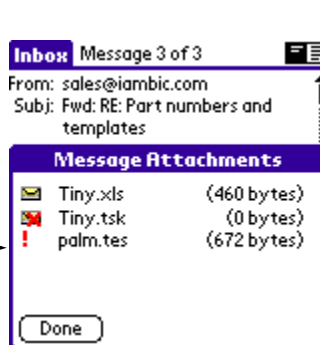 Inbox Message 3 of 3
From: sales@iambic.com
Subj: Fwd: RE: Part numbers and
templates
Message Attachments
Tiny.xls (460 bytes)
Tiny.tsk (0 bytes)
! palm.tes (672 bytes)
Done